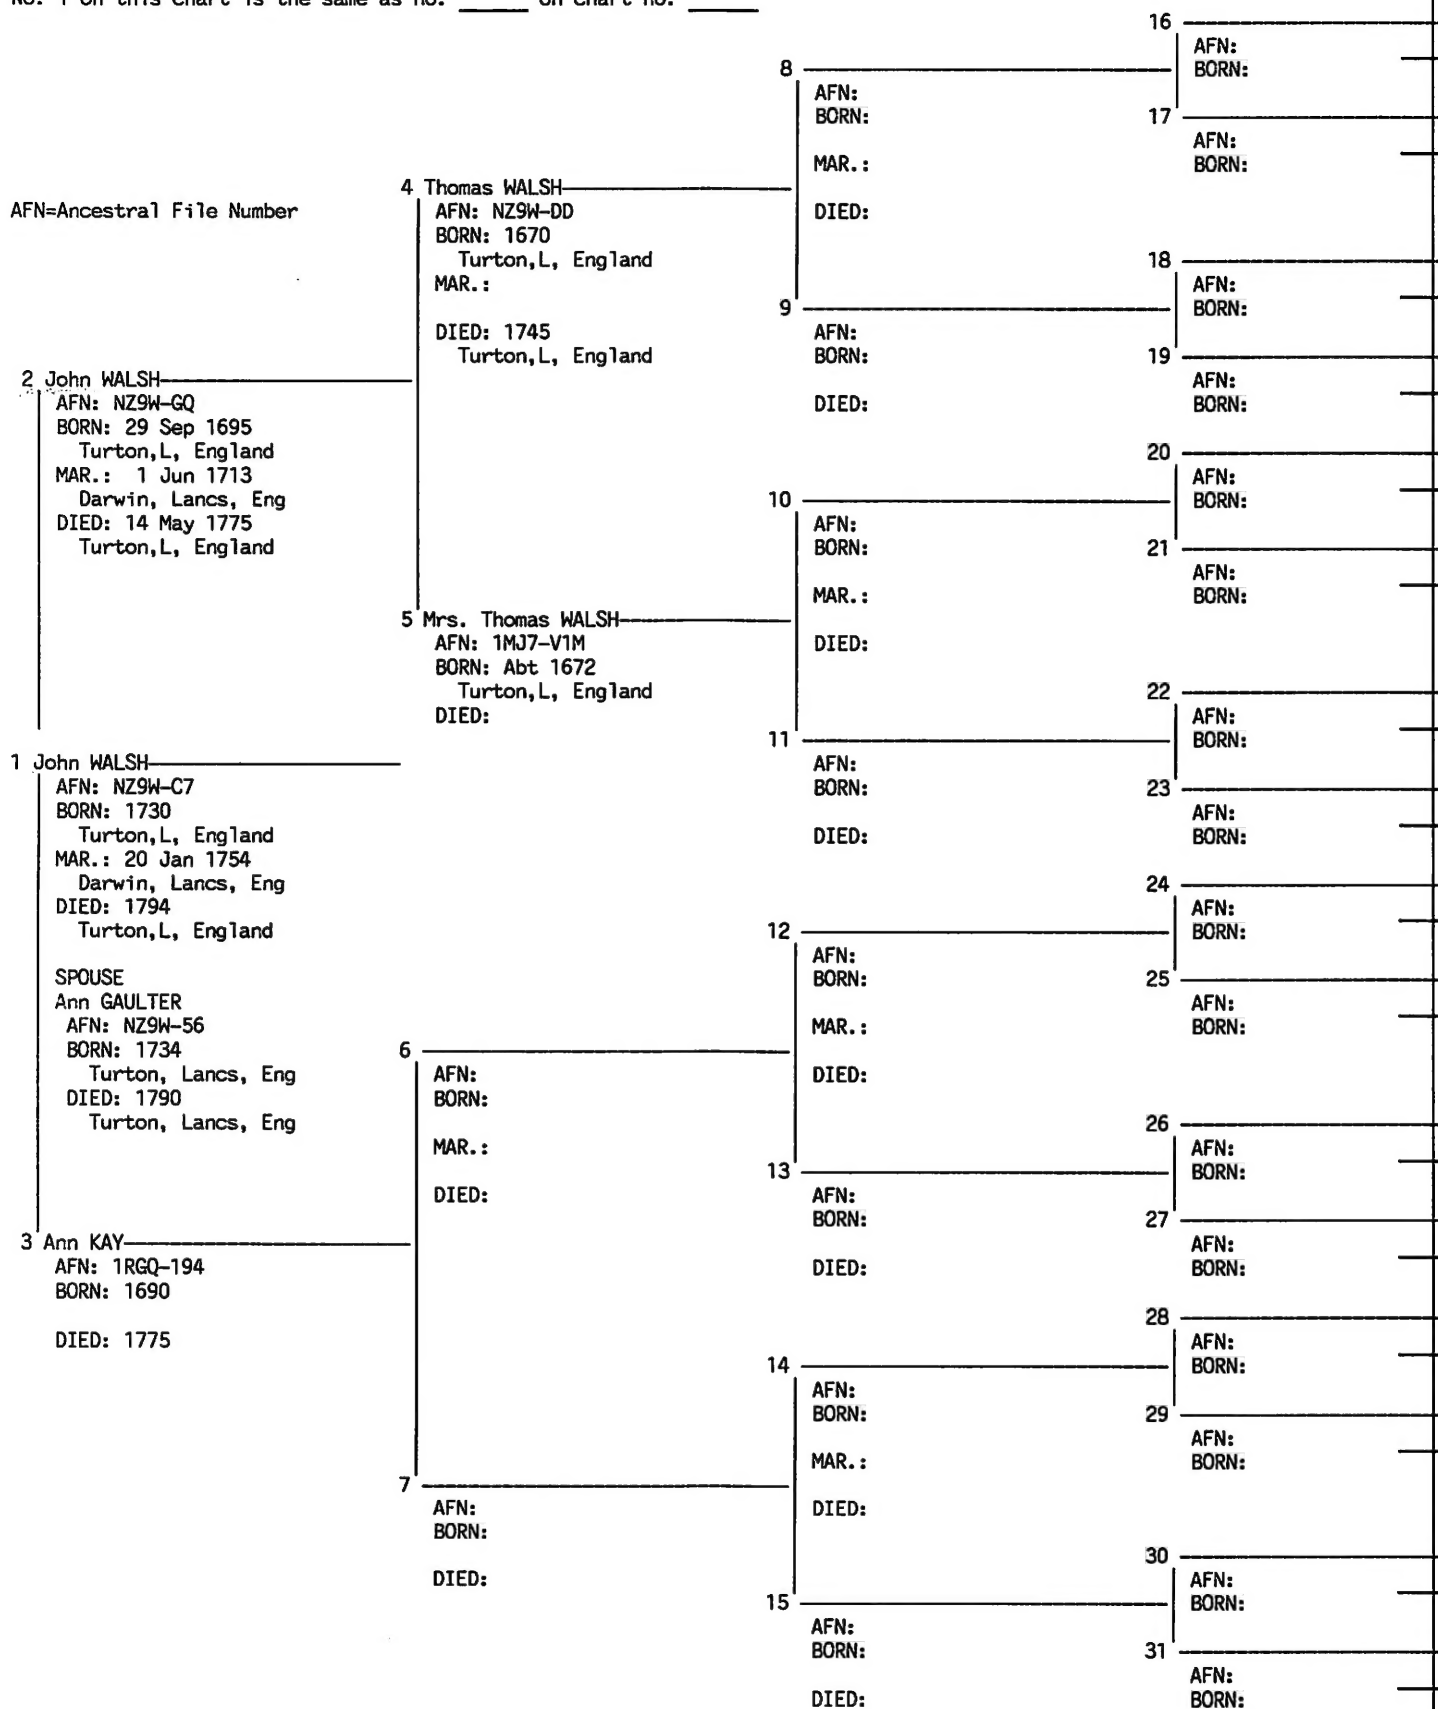 No. 1 on this chart is the same as no. ______ on chart no. ______
AFN=Ancestral File Number
1 John WALSH
AFN: NZ9W-C7
BORN: 1730
Turton,L, England
MAR.: 20 Jan 1754
Darwin, Lancs, Eng
DIED: 1794
Turton,L, England
SPOUSE
Ann GAULTER
AFN: NZ9W-56
BORN: 1734
Turton, Lancs, Eng
DIED: 1790
Turton, Lancs, Eng
2 John WALSH
AFN: NZ9W-GQ
BORN: 29 Sep 1695
Turton,L, England
MAR.: 1 Jun 1713
Darwin, Lancs, Eng
DIED: 14 May 1775
Turton,L, England
3 Ann KAY
AFN: 1RGQ-194
BORN: 1690
DIED: 1775
4 Thomas WALSH
AFN: NZ9W-DD
BORN: 1670
Turton,L, England
MAR.:
DIED: 1745
Turton,L, England
5 Mrs. Thomas WALSH
AFN: 1MJ7-V1M
BORN: Abt 1672
Turton,L, England
DIED:
6
AFN:
BORN:
MAR.:
DIED:
7
AFN:
BORN:
DIED:
8
AFN:
BORN:
MAR.:
DIED:
9
AFN:
BORN:
DIED:
10
AFN:
BORN:
MAR.:
DIED:
11
AFN:
BORN:
DIED:
12
AFN:
BORN:
MAR.:
DIED:
13
AFN:
BORN:
DIED:
14
AFN:
BORN:
MAR.:
DIED:
15
AFN:
BORN:
DIED:
16
AFN:
BORN:
17
AFN:
BORN:
18
AFN:
BORN:
19
AFN:
BORN:
20
AFN:
BORN:
21
AFN:
BORN:
22
AFN:
BORN:
23
AFN:
BORN:
24
AFN:
BORN:
25
AFN:
BORN:
26
AFN:
BORN:
27
AFN:
BORN:
28
AFN:
BORN:
29
AFN:
BORN:
30
AFN:
BORN:
31
AFN:
BORN: